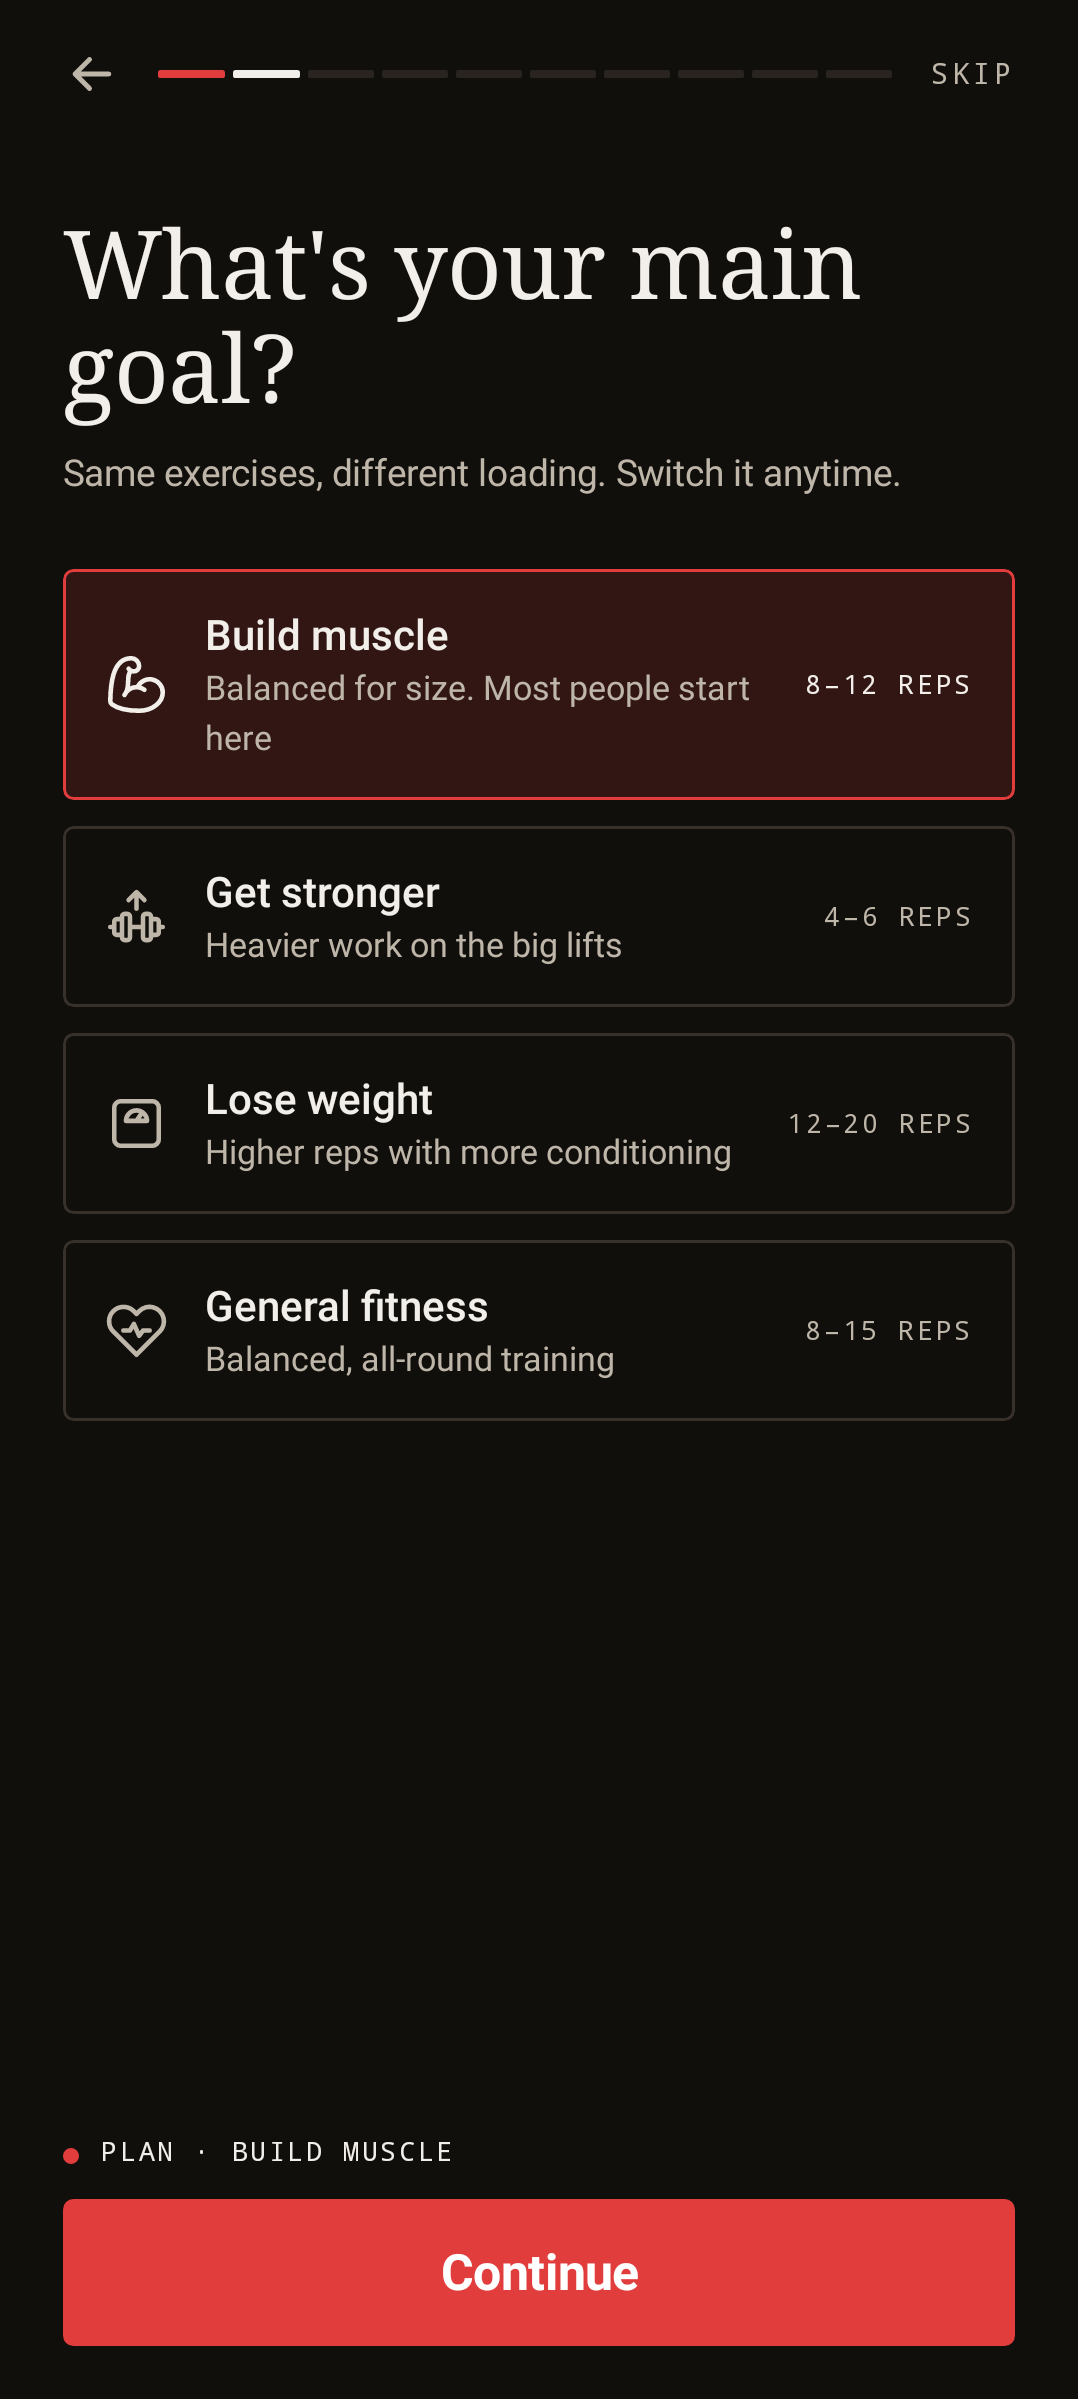 SKIP
What's your main
goal?
Same exercises, different loading. Switch it anytime.
Build muscle
Balanced for size. Most people start
here
8–12 REPS
Get stronger
Heavier work on the big lifts
4–6 REPS
Lose weight
Higher reps with more conditioning
12–20 REPS
General fitness
Balanced, all-round training
8–15 REPS
PLAN · BUILD MUSCLE
Continue